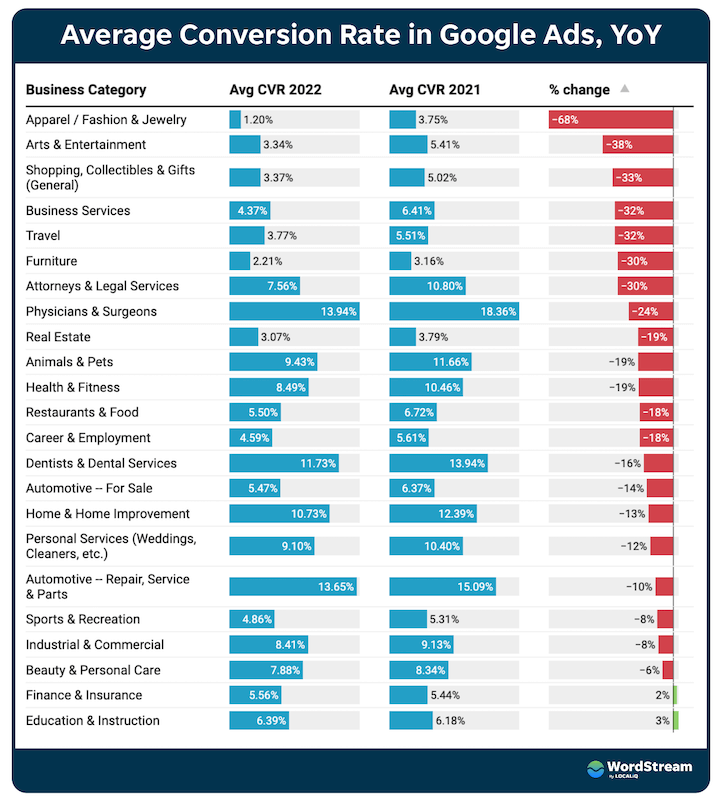 Average Conversion Rate in Google Ads, YoY
Business Category Avg CVR 2022 Avg CVR 2021 % change
Apparel / Fashion & Jewelry 1.20% 3.75% −68%
Arts & Entertainment 3.34% 5.41% −38%
Shopping, Collectibles & Gifts
(General) 3.37% 5.02% −33%
Business Services 4.37% 6.41% −32%
Travel 3.77% 5.51% −32%
Furniture 2.21% 3.16% −30%
Attorneys & Legal Services 7.56% 10.80% −30%
Physicians & Surgeons 13.94% 18.36% −24%
Real Estate 3.07% 3.79% −19%
Animals & Pets 9.43% 11.66% −19%
Health & Fitness 8.49% 10.46% −19%
Restaurants & Food 5.50% 6.72% −18%
Career & Employment 4.59% 5.61% −18%
Dentists & Dental Services 11.73% 13.94% −16%
Automotive -- For Sale 5.47% 6.37% −14%
Home & Home Improvement 10.73% 12.39% −13%
Personal Services (Weddings,
Cleaners, etc.) 9.10% 10.40% −12%
Automotive -- Repair, Service
& Parts 13.65% 15.09% −10%
Sports & Recreation 4.86% 5.31% −8%
Industrial & Commercial 8.41% 9.13% −8%
Beauty & Personal Care 7.88% 8.34% −6%
Finance & Insurance 5.56% 5.44% 2%
Education & Instruction 6.39% 6.18% 3%
WordStream
by LOCALiQ